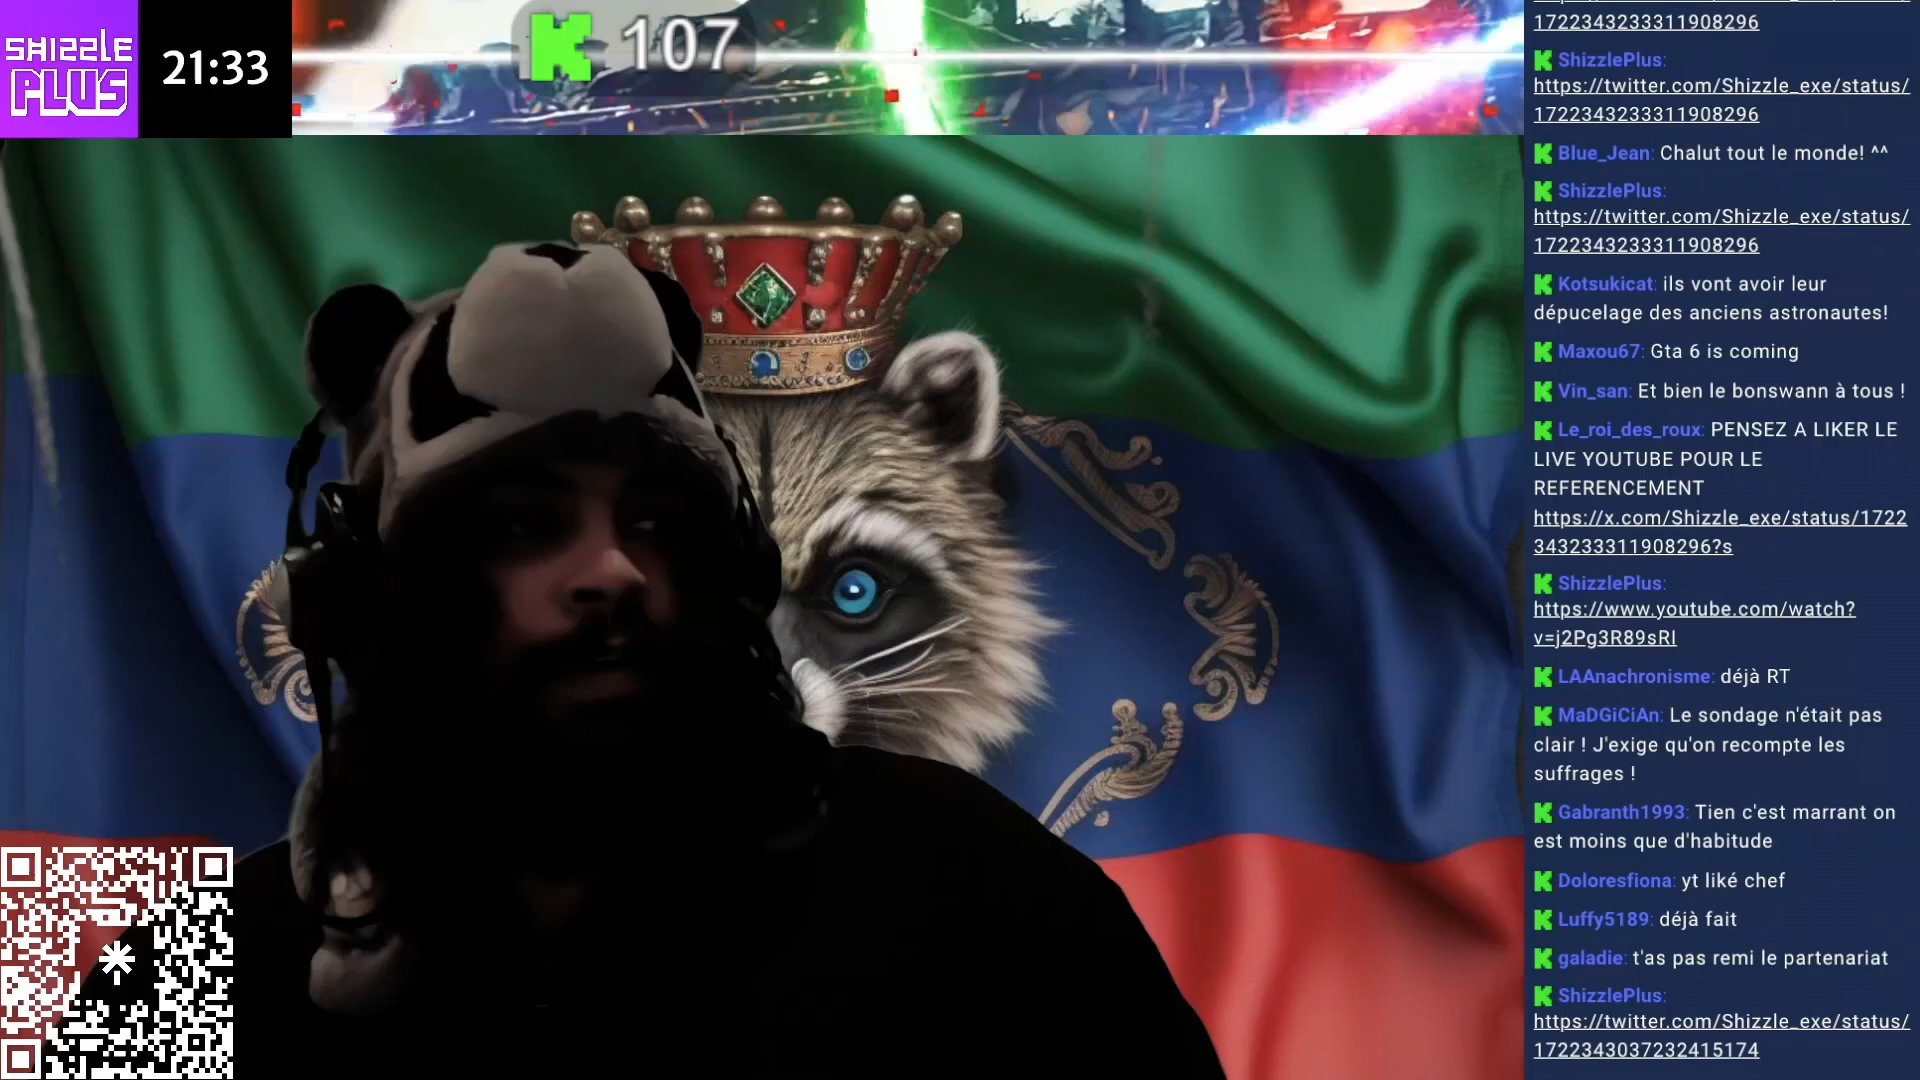 SHIZZLE
PLUS
21:33
107
1722343233311908296
ShizzlePlus:
https://twitter.com/Shizzle_exe/status/
1722343233311908296
Blue_Jean: Chalut tout le monde! ^^
ShizzlePlus:
https://twitter.com/Shizzle_exe/status/
1722343233311908296
Kotsukicat: ils vont avoir leur
dépucelage des anciens astronautes!
Maxou67: Gta 6 is coming
Vin_san: Et bien le bonswann à tous !
Le_roi_des_roux: PENSEZ A LIKER LE
LIVE YOUTUBE POUR LE
REFERENCEMENT
https://x.com/Shizzle_exe/status/1722
343233311908296?s
ShizzlePlus:
https://www.youtube.com/watch?
v=j2Pg3R89sRI
LAAnachronisme: déjà RT
MaDGiCiAn: Le sondage n'était pas
clair ! J'exige qu'on recompte les
suffrages !
Gabranth1993: Tien c'est marrant on
est moins que d'habitude
Doloresfiona: yt liké chef
Luffy5189: déjà fait
galadie: t'as pas remi le partenariat
ShizzlePlus:
https://twitter.com/Shizzle_exe/status/
1722343037232415174